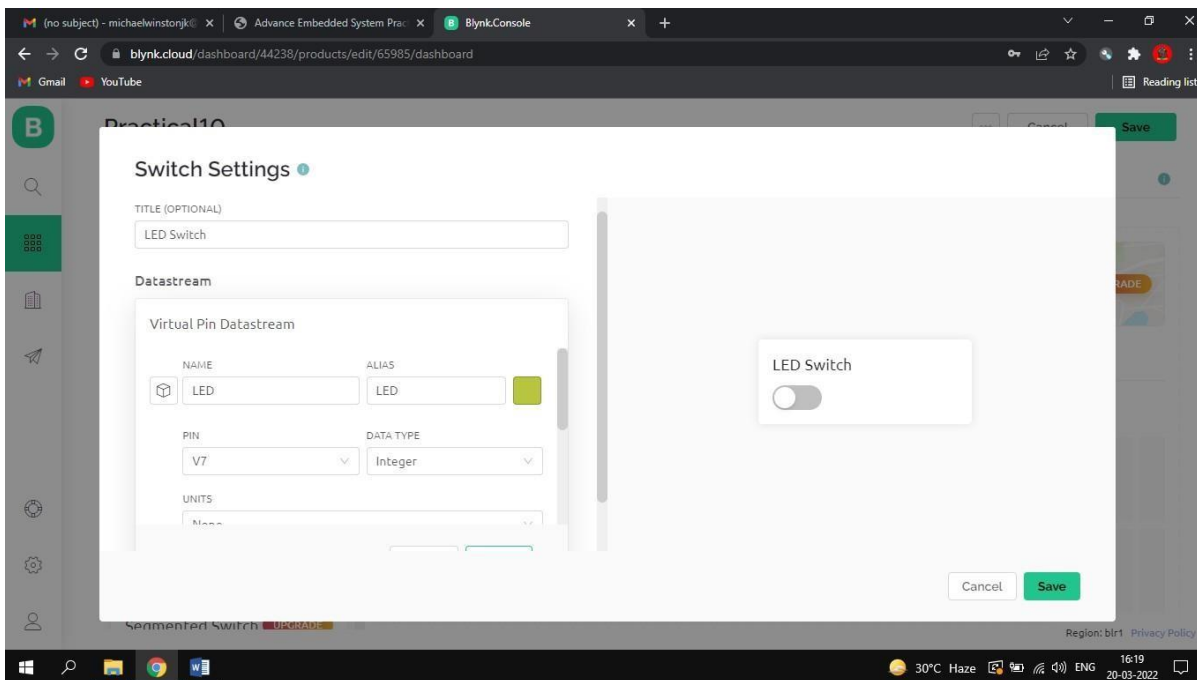 (no subject) - michaelwinstonjk@
Advance Embedded System Prac
Blynk.Console
blynk.cloud/dashboard/44238/products/edit/65985/dashboard
Gmail
YouTube
Reading list
B
Practical10
Cancel
Save
Switch Settings
TITLE (OPTIONAL)
LED Switch
Datastream
Virtual Pin Datastream
NAME
ALIAS
LED
LED
PIN
DATA TYPE
V7
Integer
UNITS
None
LED Switch
RADE
Cancel
Save
Segmented Switch UPGRADE
Region: blr1 Privacy Policy
30°C Haze
ENG
16:19
20-03-2022